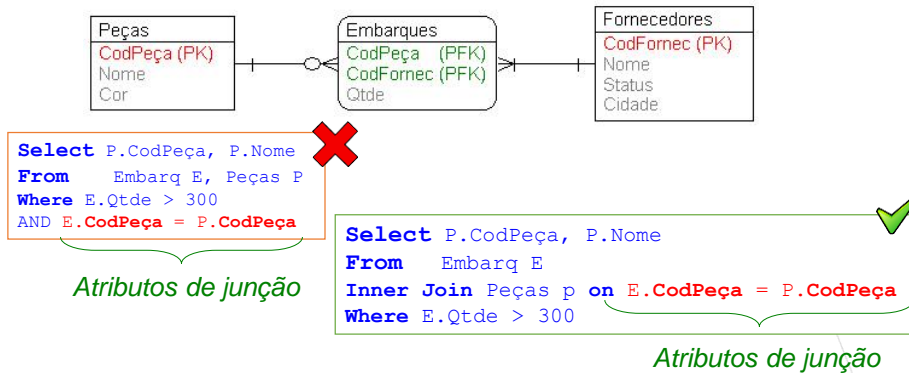 Peças
CodPeça (PK)
Nome
Cor
Embarques
CodPeça (PFK)
CodFornec (PFK)
Qtde
Fornecedores
CodFornec (PK)
Nome
Status
Cidade
Select P.CodPeça, P.Nome
From Embarq E, Peças P
Where E.Qtde > 300
AND E.CodPeça = P.CodPeça
Atributos de junção
Select P.CodPeça, P.Nome
From Embarq E
Inner Join Peças p on E.CodPeça = P.CodPeça
Where E.Qtde > 300
Atributos de junção